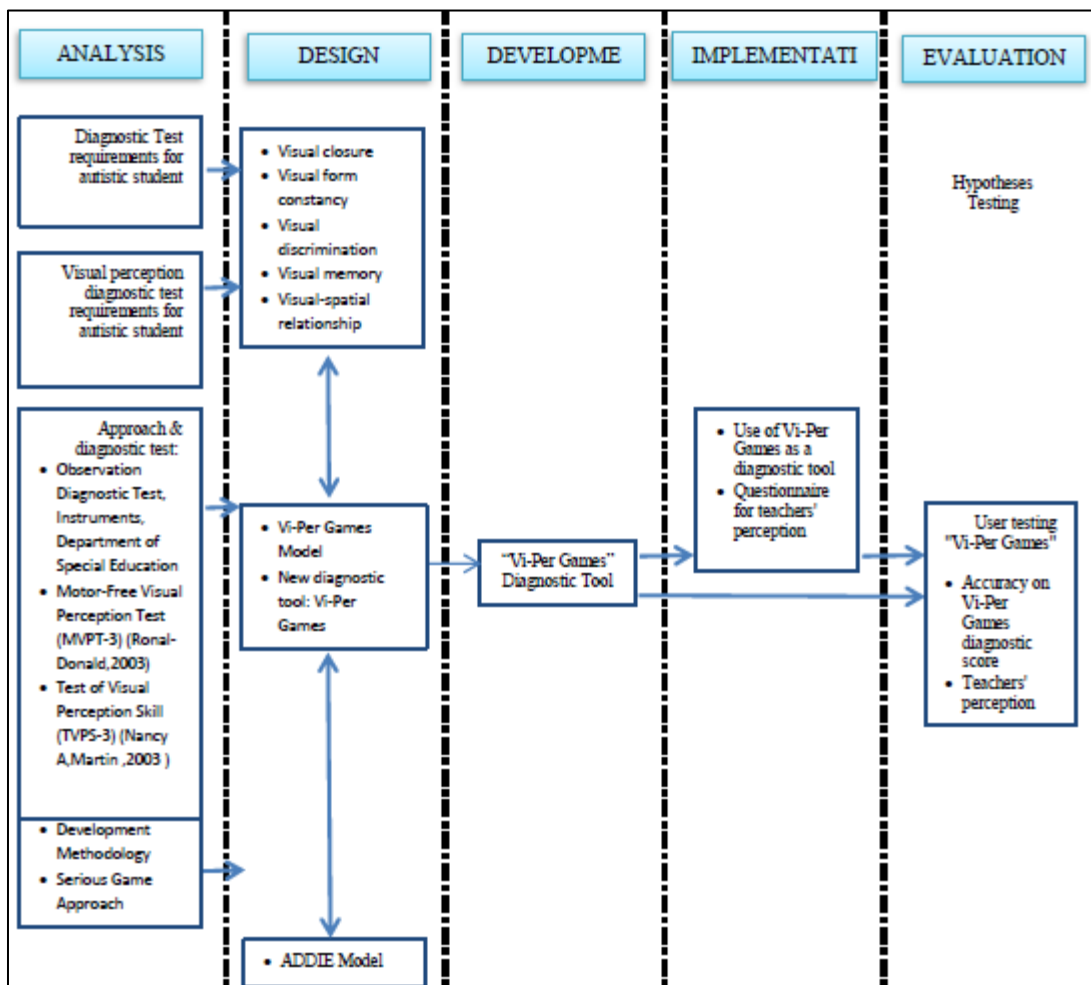 ANALYSIS
DESIGN
DEVELOPME
IMPLEMENTATI
EVALUATION
Diagnostic Test
requirements for
autistic student
Visual perception
diagnostic test
requirements for
autistic student
Approach &
diagnostic test:
• Observation
Diagnostic Test,
Instruments,
Department of
Special Education
• Motor-Free Visual
Perception Test
(MVPT-3) (Ronal-
Donald,2003)
• Test of Visual
Perception Skill
(TVPS-3) (Nancy
A,Martin ,2003 )
• Development
Methodology
• Serious Game
Approach
• Visual closure
• Visual form
constancy
• Visual
discrimination
• Visual memory
• Visual-spatial
relationship
• Vi-Per Games
Model
• New diagnostic
tool: Vi-Per
Games
• ADDIE Model
“Vi-Per Games”
Diagnostic Tool
• Use of Vi-Per
Games as a
diagnostic tool
• Questionnaire
for teachers'
perception
Hypotheses
Testing
User testing
"Vi-Per Games"
• Accuracy on
Vi-Per
Games
diagnostic
score
• Teachers'
perception